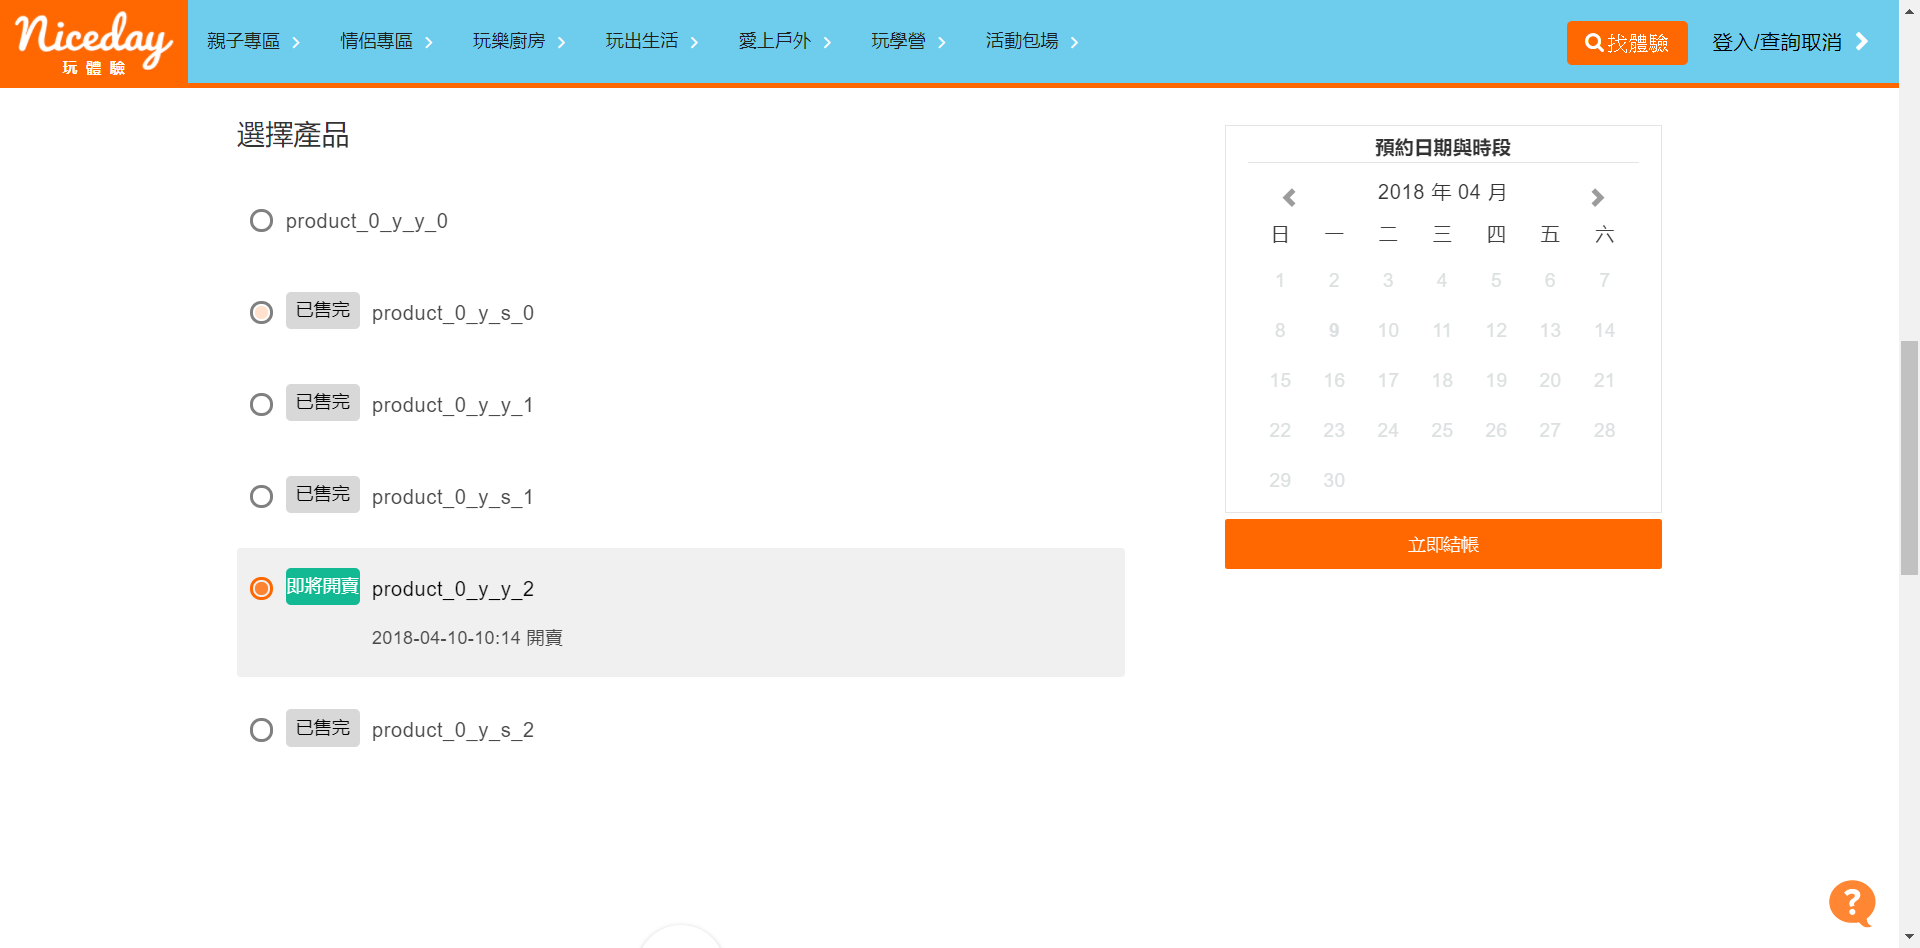 Niceday
玩體驗
親子專區
情侶專區
玩樂廚房
玩出生活
愛上戶外
玩學營
活動包場
找體驗
登入/查詢取消
選擇產品
product_0_y_y_0
已售完 product_0_y_s_0
已售完 product_0_y_y_1
已售完 product_0_y_s_1
即將開賣 product_0_y_y_2
2018-04-10-10:14 開賣
已售完 product_0_y_s_2
預約日期與時段
2018 年 04 月
日 一 二 三 四 五 六
1 2 3 4 5 6 7
8 9 10 11 12 13 14
15 16 17 18 19 20 21
22 23 24 25 26 27 28
29 30
立即結帳
?